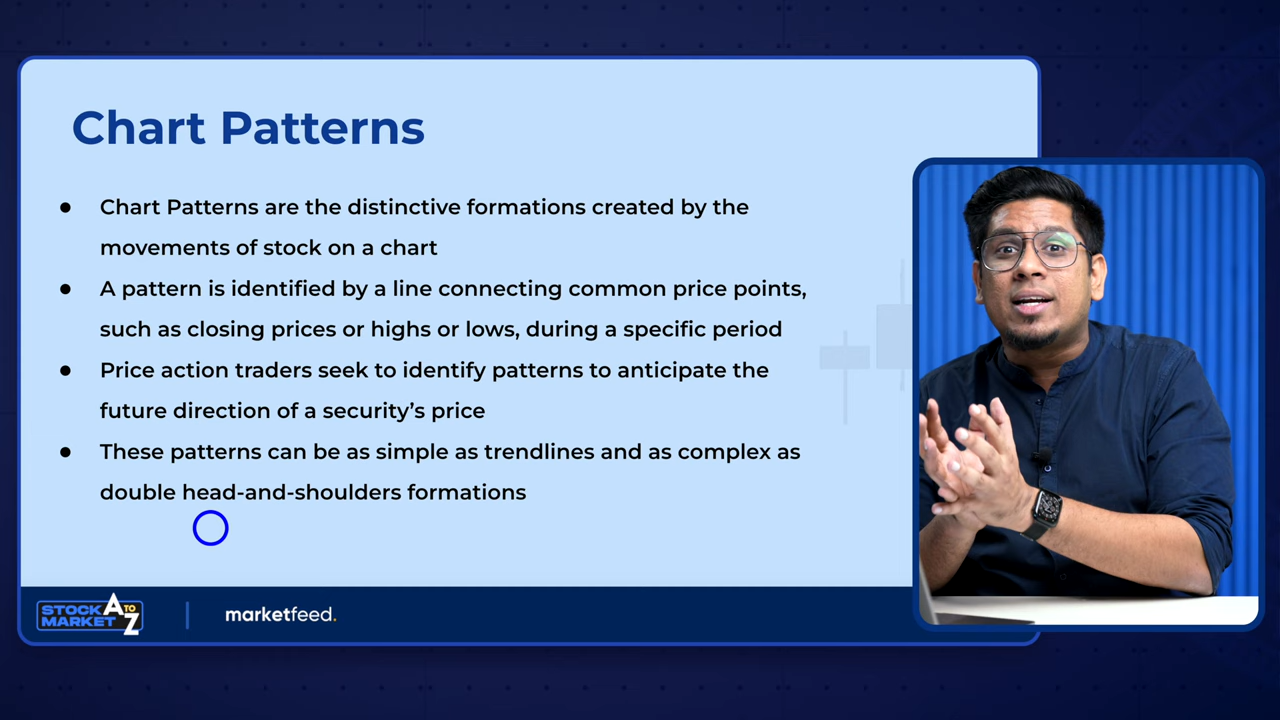 Chart Patterns
● Chart Patterns are the distinctive formations created by the
movements of stock on a chart
● A pattern is identified by a line connecting common price points,
such as closing prices or highs or lows, during a specific period
● Price action traders seek to identify patterns to anticipate the
future direction of a security’s price
● These patterns can be as simple as trendlines and as complex as
double head-and-shoulders formations
STOCK MARKET A TO Z
marketfeed.